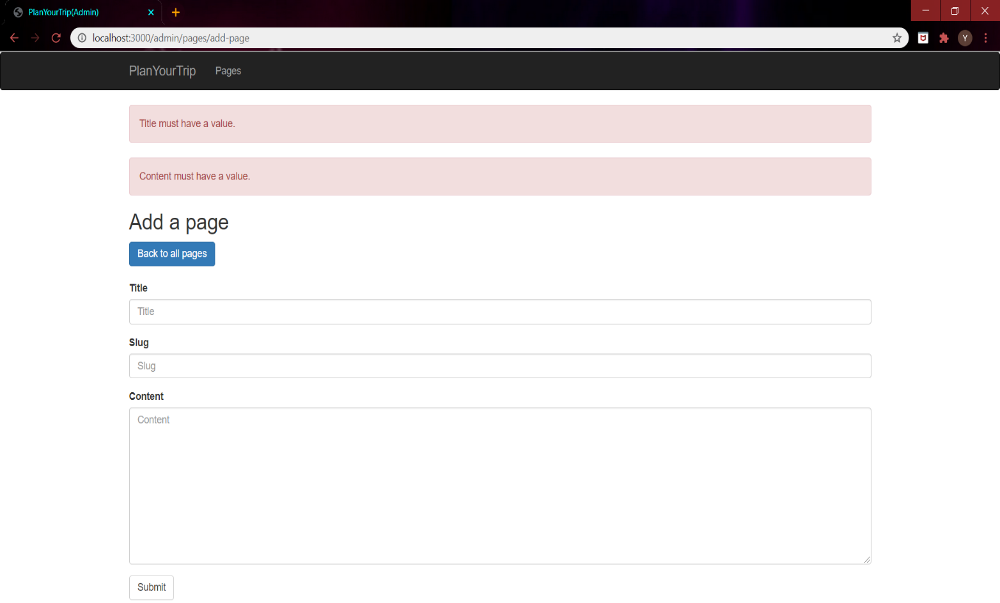 PlanYourTrip(Admin)
localhost:3000/admin/pages/add-page
Y
PlanYourTrip Pages
Title must have a value.
Content must have a value.
Add a page
Back to all pages
Title
Title
Slug
Slug
Content
Content
Submit